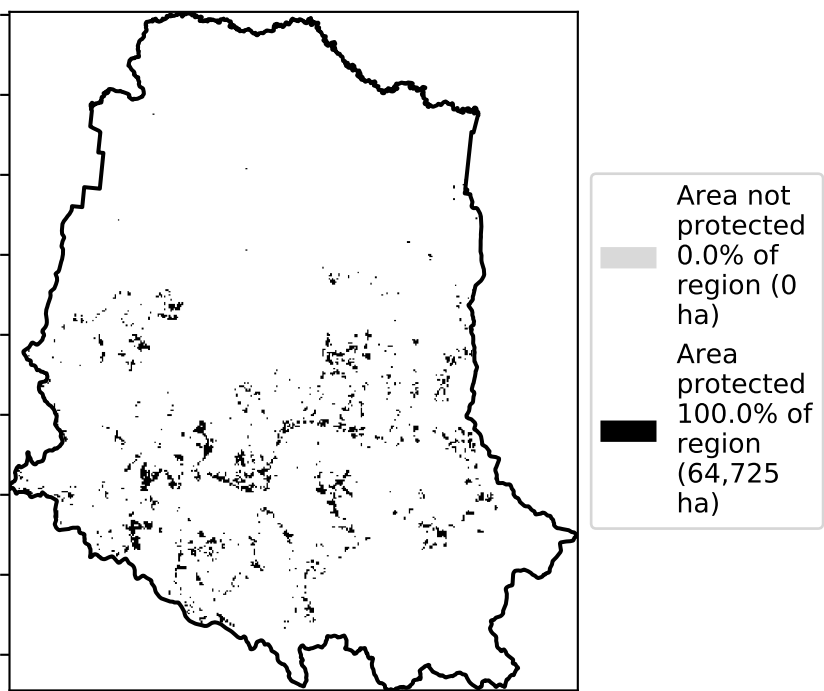 Area not
protected
0.0% of
region (0
ha)
Area
protected
100.0% of
region
(64,725
ha)